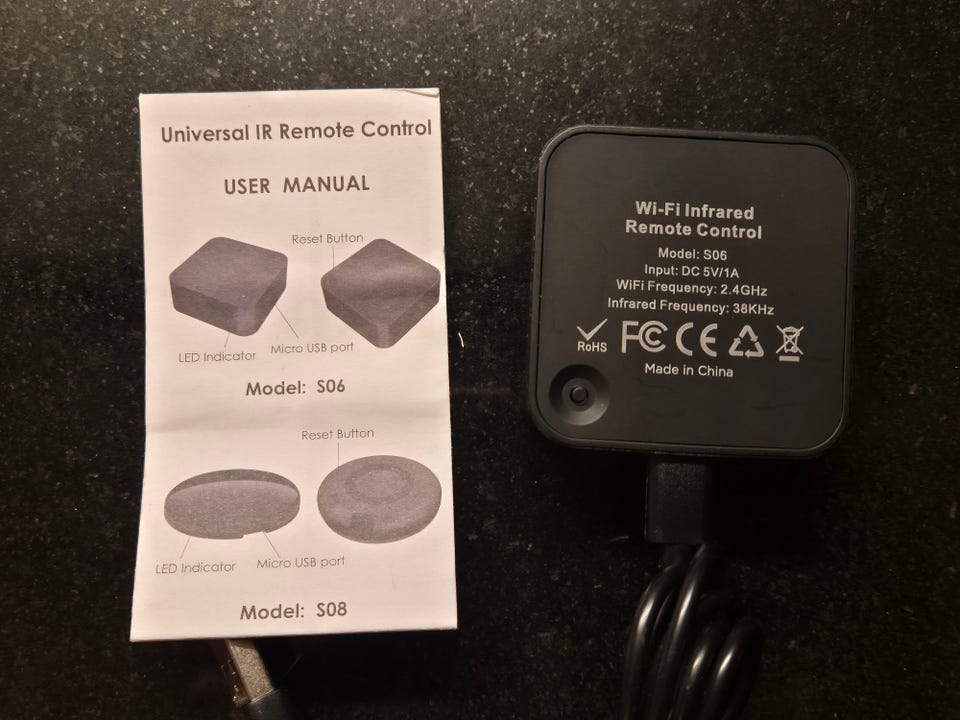 Universal IR Remote Control
USER MANUAL
Reset Button
LED Indicator
Micro USB port
Model: S06
Reset Button
LED Indicator
Micro USB port
Model: S08
Wi-Fi Infrared
Remote Control
Model: S06
Input: DC 5V/1A
WiFi Frequency: 2.4GHz
Infrared Frequency: 38KHz
RoHS
FC CE
Made in China